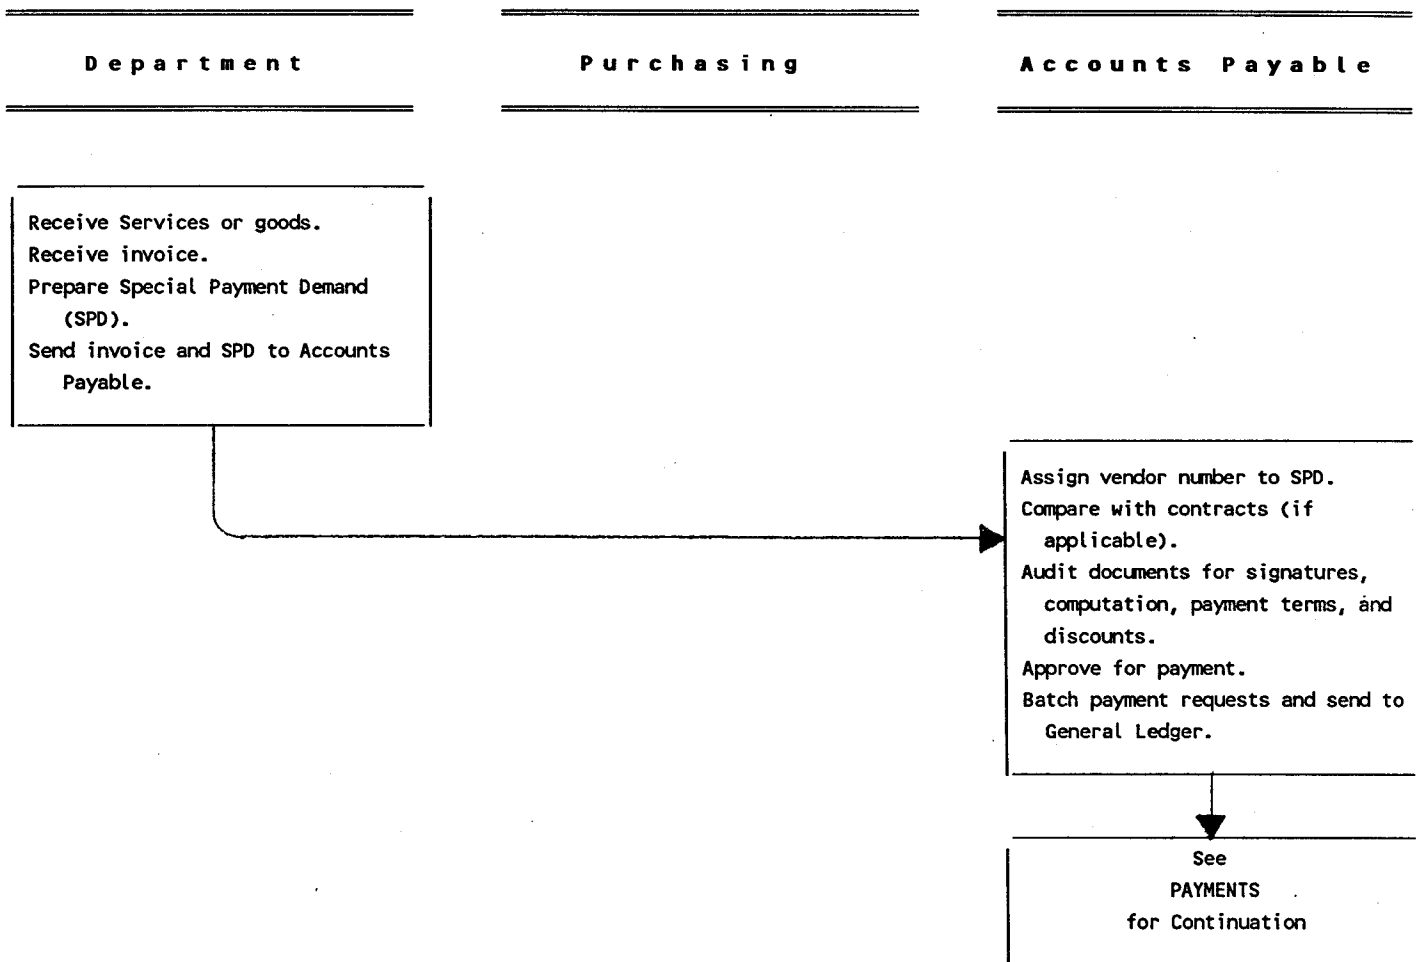 Department
Purchasing
Accounts Payable
Receive Services or goods.
Receive invoice.
Prepare Special Payment Demand
(SPD).
Send invoice and SPD to Accounts
Payable.
Assign vendor number to SPD.
Compare with contracts (if
applicable).
Audit documents for signatures,
computation, payment terms, and
discounts.
Approve for payment.
Batch payment requests and send to
General Ledger.
See
PAYMENTS
for Continuation